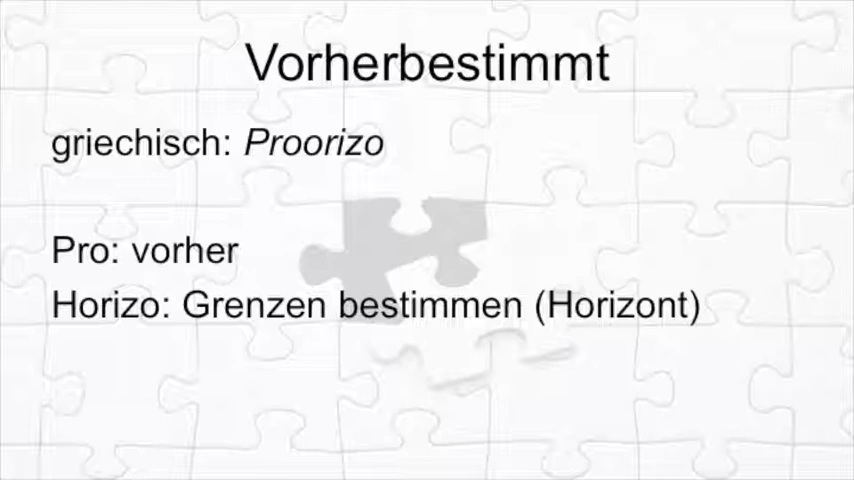 Vorherbestimmt
griechisch: Proorizo
Pro: vorher
Horizo: Grenzen bestimmen (Horizont)